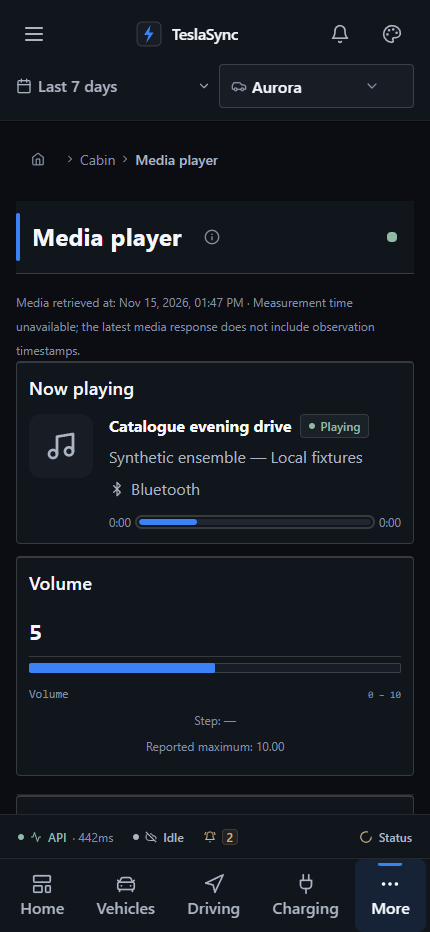 TeslaSync
Last 7 days
Aurora
Cabin
Media player
Media player
Media retrieved at: Nov 15, 2026, 01:47 PM · Measurement time
unavailable; the latest media response does not include observation
timestamps.
Now playing
Catalogue evening drive
Playing
Synthetic ensemble — Local fixtures
Bluetooth
0:00
0:00
Volume
5
Volume
0 – 10
Step: —
Reported maximum: 10.00
API · 442ms
Idle
2
Status
Home
Vehicles
Driving
Charging
More